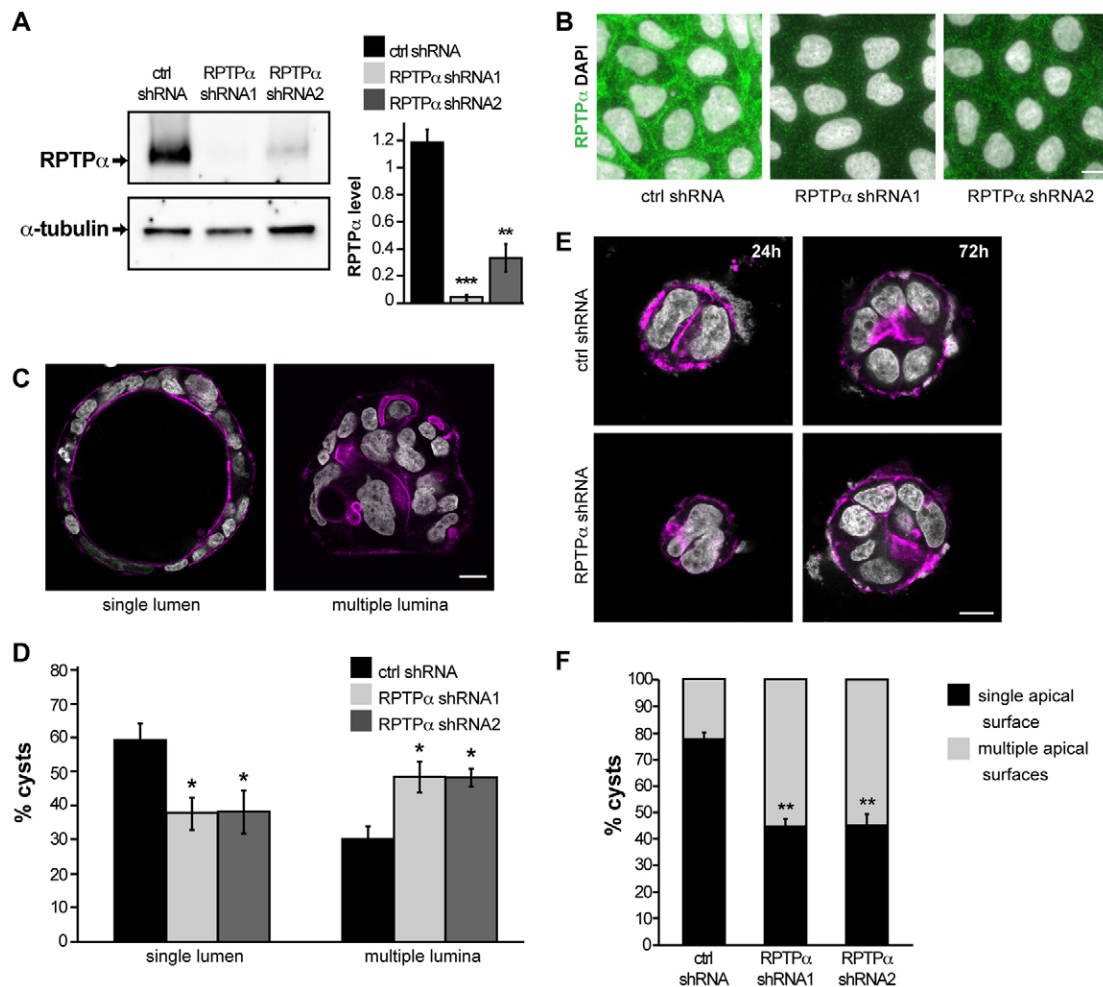 A
ctrl
shRNA
RPTPα
shRNA1
RPTPα
shRNA2
RPTPα
α-tubulin
ctrl shRNA
RPTPα shRNA1
RPTPα shRNA2
RPTPα level
1.2
1
0.8
0.6
0.4
0.2
0
***
**
B
RPTPα DAPI
ctrl shRNA
RPTPα shRNA1
RPTPα shRNA2
C
single lumen
multiple lumina
D
% cysts
80
70
60
50
40
30
20
10
0
ctrl shRNA
RPTPα shRNA1
RPTPα shRNA2
* *
* *
single lumen
multiple lumina
E
24h
72h
ctrl shRNA
RPTPα shRNA
F
% cysts
100
90
80
70
60
50
40
30
20
10
0
**
**
ctrl
shRNA
RPTPα
shRNA1
RPTPα
shRNA2
single apical
surface
multiple apical
surfaces